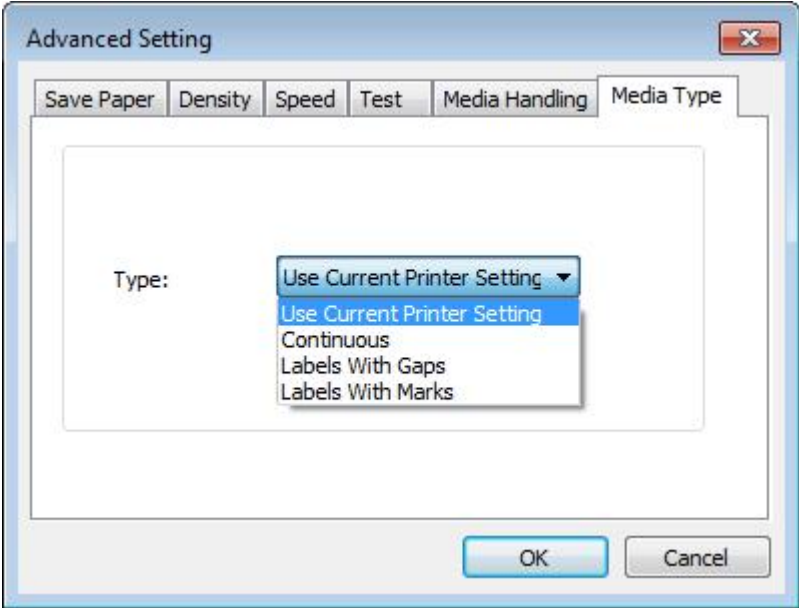 Advanced Setting
Save Paper Density Speed Test Media Handling Media Type
Type: Use Current Printer Setting
Use Current Printer Setting
Continuous
Labels With Gaps
Labels With Marks
OK Cancel